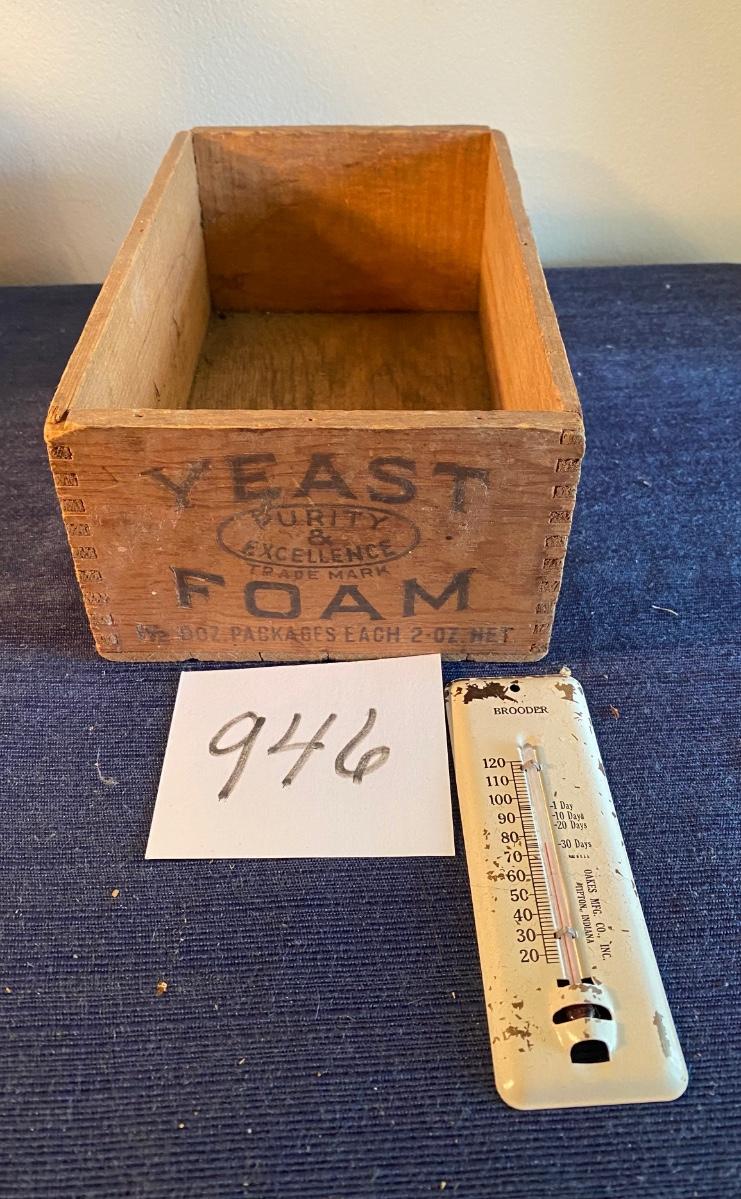 YEAST
PURITY
&
EXCELLENCE
TRADE MARK
FOAM
DOZ. PACKAGES EACH 2-OZ. NET
946
BROODER
120
110
100
90
80
70
60
50
40
30
20
-1 Day
-10 Days
-20 Days
-30 Days
OAKES MFG. CO., INC.
TIPTON, INDIANA